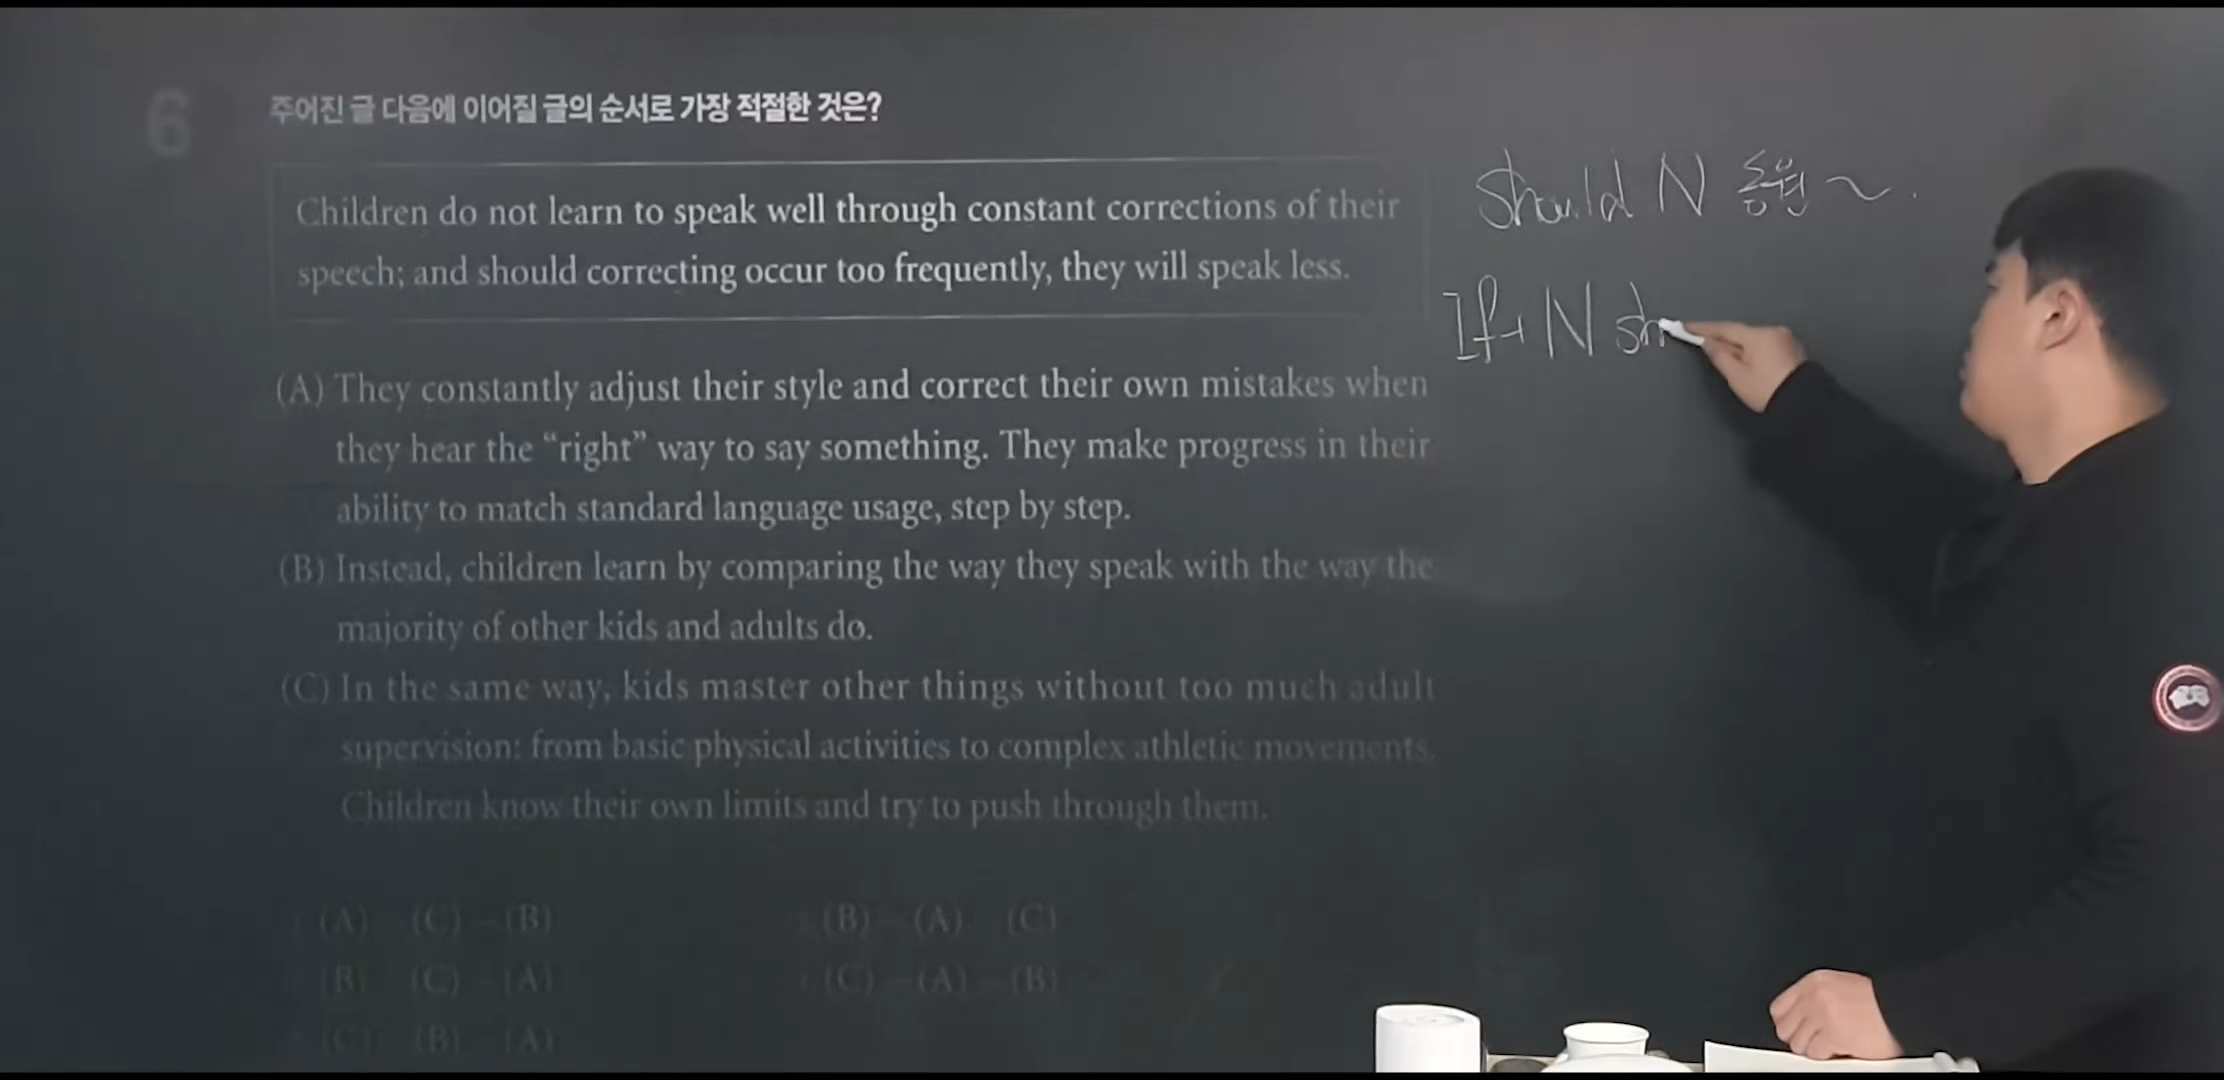 6 주어진 글 다음에 이어질 글의 순서로 가장 적절한 것은?
Children do not learn to speak well through constant corrections of their
speech; and should correcting occur too frequently, they will speak less.
(A) They constantly adjust their style and correct their own mistakes when
they hear the “right” way to say something. They make progress in their
ability to match standard language usage, step by step.
(B) Instead, children learn by comparing the way they speak with the way the
majority of other kids and adults do.
(C) In the same way, kids master other things without too much adult
supervision: from basic physical activities to complex athletic movements.
Children know their own limits and try to push through them.
(A) - (C) - (B)
(B) - (A) - (C)
(B) - (C) - (A)
(C) - (A) - (B)
(C) - (B) - (A)
Should N 동원 ~.
If + N sh